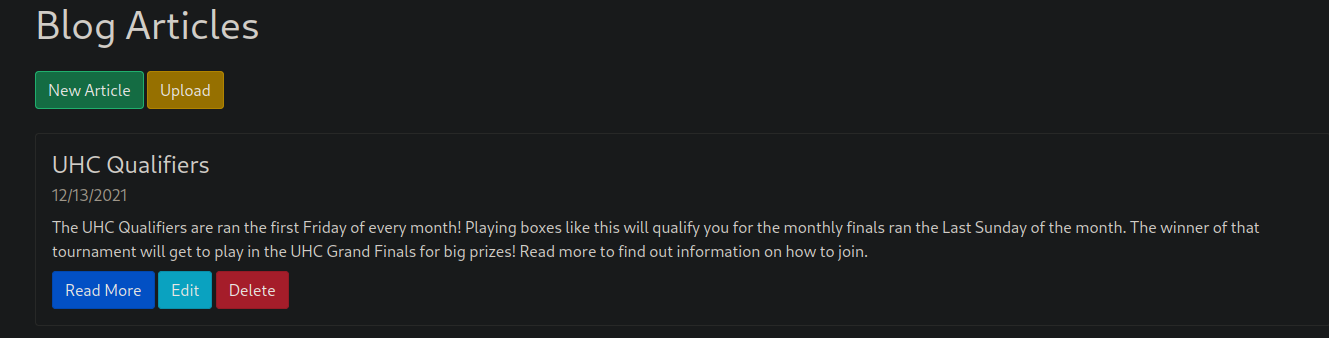 Blog Articles
New Article Upload
UHC Qualifiers
12/13/2021
The UHC Qualifiers are ran the first Friday of every month! Playing boxes like this will qualify you for the monthly finals ran the Last Sunday of the month. The winner of that
tournament will get to play in the UHC Grand Finals for big prizes! Read more to find out information on how to join.
Read More Edit Delete